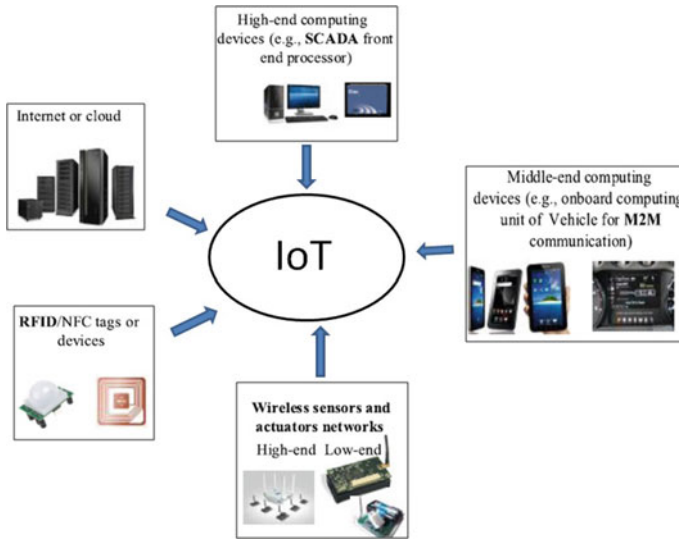 High-end computing
devices (e.g., SCADA front
end processor)
Internet or cloud
Middle-end computing
devices (e.g., onboard computing
unit of Vehicle for M2M
communication)
IoT
RFID/NFC tags or
devices
Wireless sensors and
actuators networks
High-end Low-end